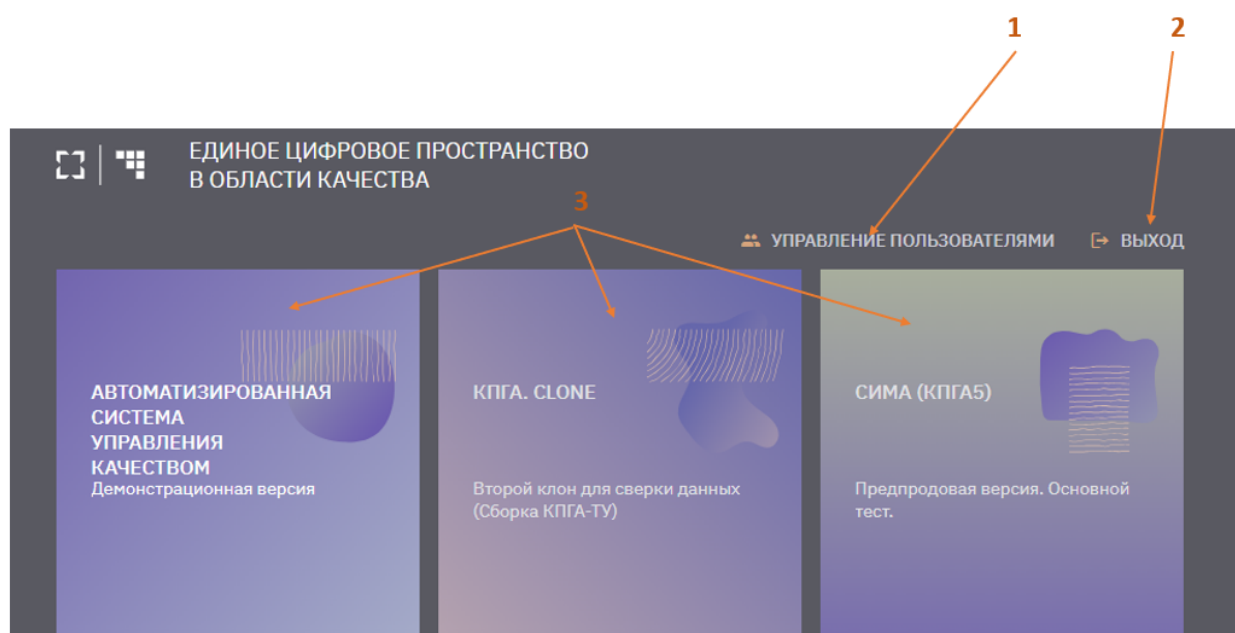 1
2
ЕДИНОЕ ЦИФРОВОЕ ПРОСТРАНСТВО
В ОБЛАСТИ КАЧЕСТВА
3
УПРАВЛЕНИЕ ПОЛЬЗОВАТЕЛЯМИ
ВЫХОД
АВТОМАТИЗИРОВАННАЯ
СИСТЕМА
УПРАВЛЕНИЯ
КАЧЕСТВОМ
Демонстрационная версия
КПГА. CLONE
Второй клон для сверки данных
(Сборка КПГА-ТУ)
СИМА (КПГА5)
Предпродовая версия. Основной
тест.